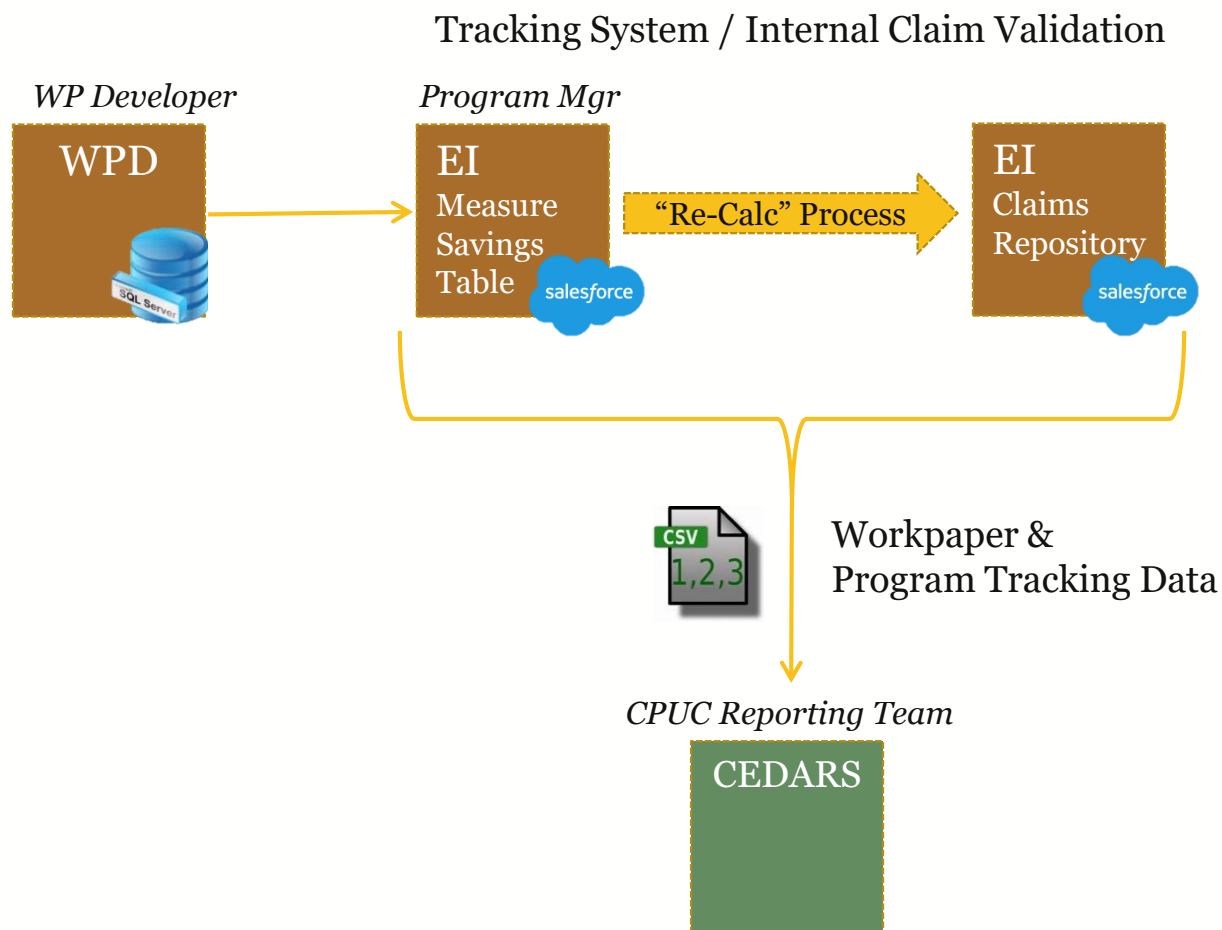 Tracking System / Internal Claim Validation
WP Developer
Program Mgr
WPD
SQL Server
EI
Measure
Savings
Table
salesforce
“Re-Calc” Process
EI
Claims
Repository
salesforce
CSV
1,2,3
Workpaper &
Program Tracking Data
CPUC Reporting Team
CEDARS